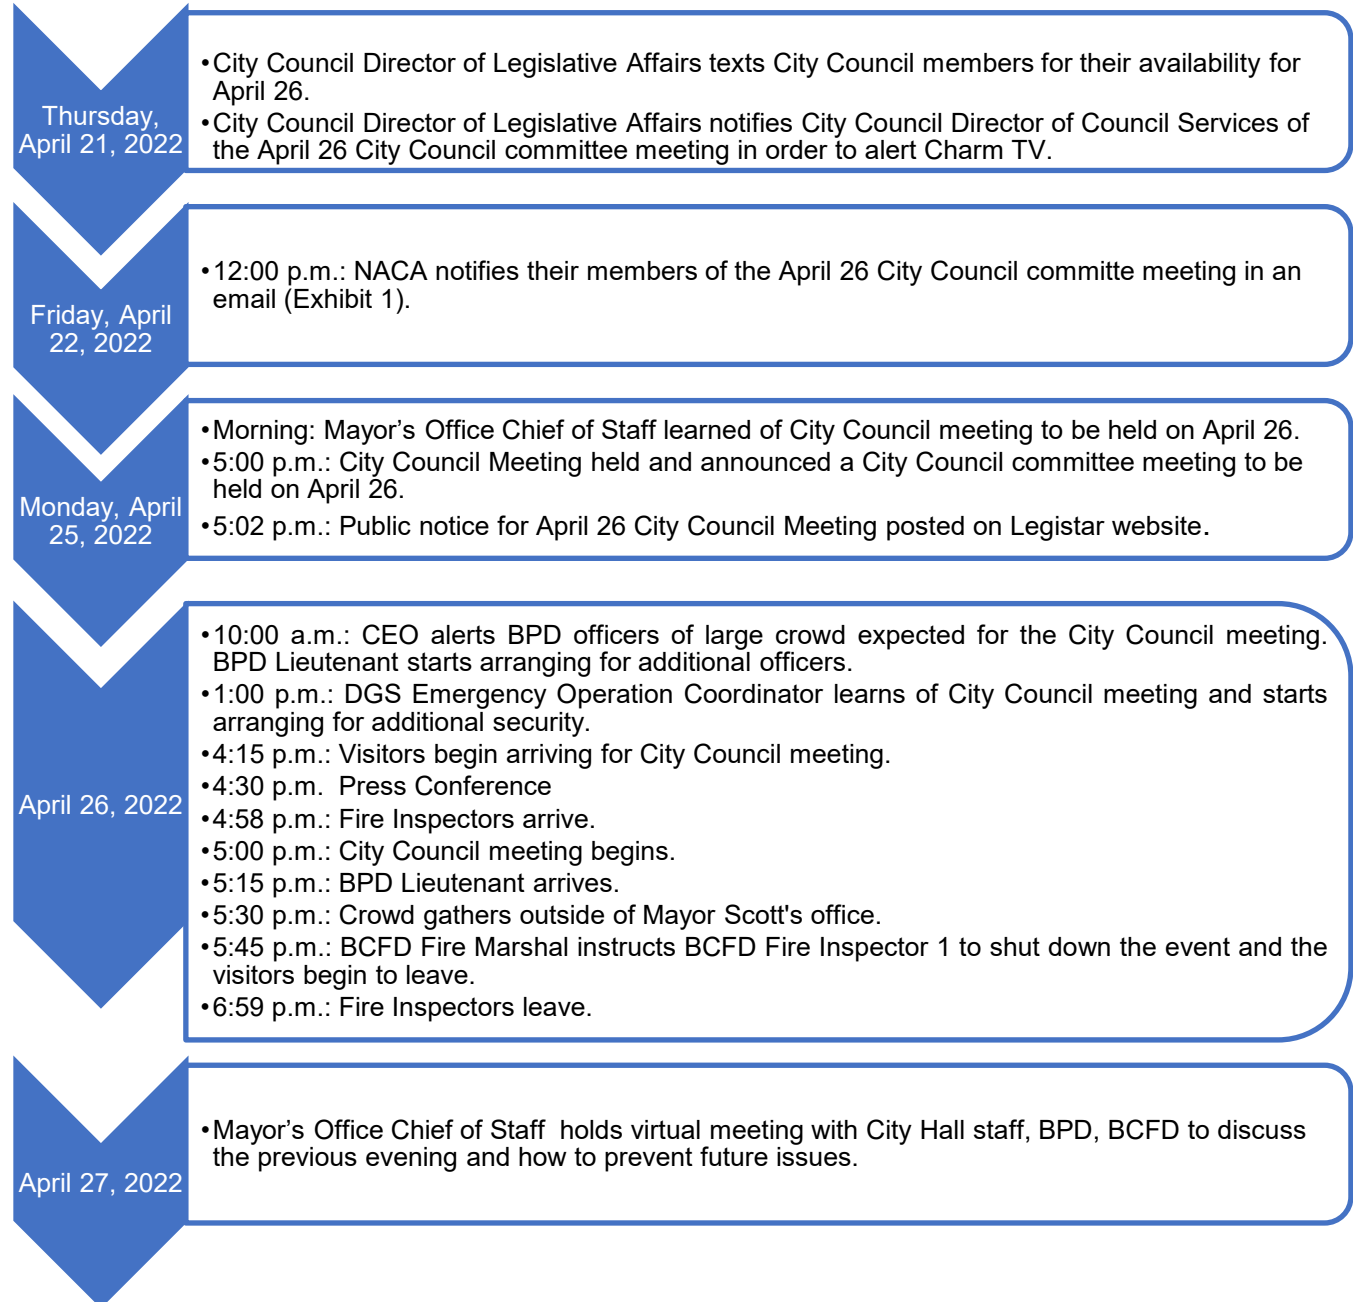 Thursday,
April 21, 2022
•City Council Director of Legislative Affairs texts City Council members for their availability for
April 26.
•City Council Director of Legislative Affairs notifies City Council Director of Council Services of
the April 26 City Council committee meeting in order to alert Charm TV.
Friday, April
22, 2022
•12:00 p.m.: NACA notifies their members of the April 26 City Council committe meeting in an
email (Exhibit 1).
Monday, April
25, 2022
•Morning: Mayor’s Office Chief of Staff learned of City Council meeting to be held on April 26.
•5:00 p.m.: City Council Meeting held and announced a City Council committee meeting to be
held on April 26.
•5:02 p.m.: Public notice for April 26 City Council Meeting posted on Legistar website.
April 26, 2022
•10:00 a.m.: CEO alerts BPD officers of large crowd expected for the City Council meeting.
BPD Lieutenant starts arranging for additional officers.
•1:00 p.m.: DGS Emergency Operation Coordinator learns of City Council meeting and starts
arranging for additional security.
•4:15 p.m.: Visitors begin arriving for City Council meeting.
•4:30 p.m.  Press Conference
•4:58 p.m.: Fire Inspectors arrive.
•5:00 p.m.: City Council meeting begins.
•5:15 p.m.: BPD Lieutenant arrives.
•5:30 p.m.: Crowd gathers outside of Mayor Scott's office.
•5:45 p.m.: BCFD Fire Marshal instructs BCFD Fire Inspector 1 to shut down the event and the
visitors begin to leave.
•6:59 p.m.: Fire Inspectors leave.
April 27, 2022
•Mayor’s Office Chief of Staff  holds virtual meeting with City Hall staff, BPD, BCFD to discuss
the previous evening and how to prevent future issues.